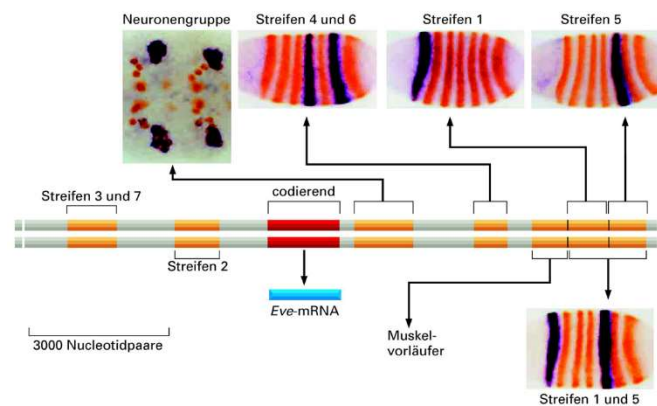 Neuronengruppe
Streifen 4 und 6
Streifen 1
Streifen 5
Streifen 3 und 7
codierend
Streifen 2
Eve-mRNA
Muskel-
vorläufer
3000 Nucleotidpaare
Streifen 1 und 5